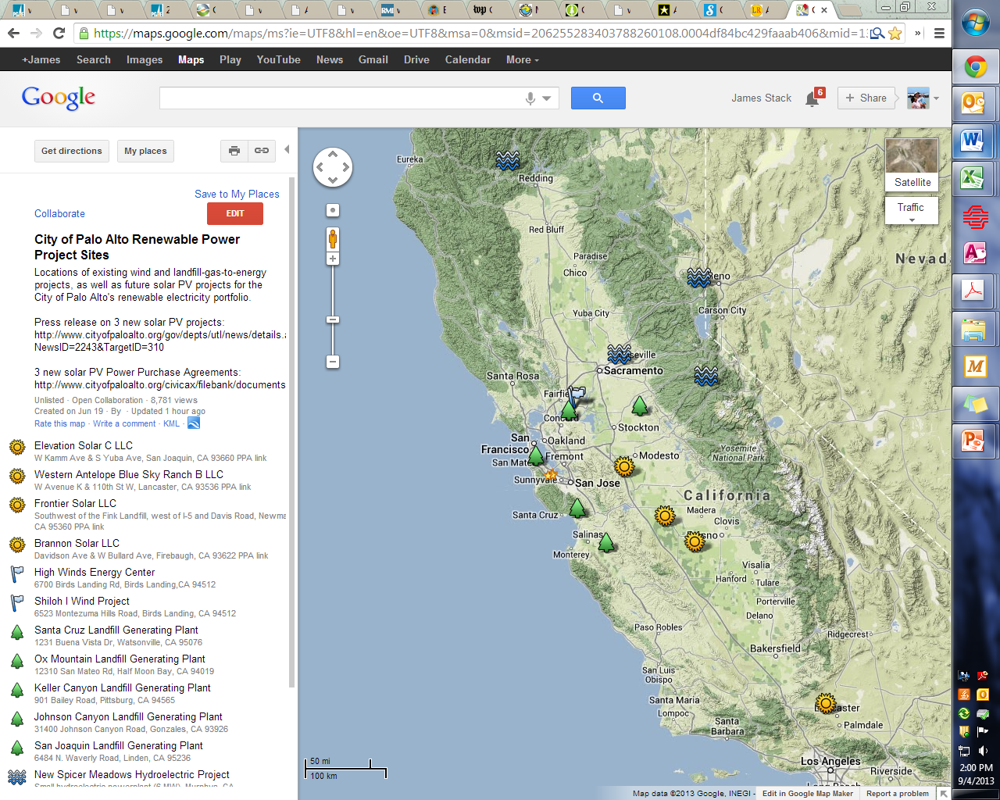 https://maps.google.com/maps/ms?ie=UTF8&hl=en&oe=UTF8&msa=0&msid=206255283403788260108.0004df84bc429faaab406&mid=1
+James Search Images Maps Play YouTube News Gmail Drive Calendar More
Google
James Stack
6
+ Share
Get directions
My places
Save to My Places
Collaborate
EDIT
City of Palo Alto Renewable Power
Project Sites
Locations of existing wind and landfill-gas-to-energy
projects, as well as future solar PV projects for the
City of Palo Alto's renewable electricity portfolio.
Press release on 3 new solar PV projects:
http://www.cityofpaloalto.org/gov/depts/utl/news/details.a
NewsID=2243&TargetID=310
3 new solar PV Power Purchase Agreements:
http://www.cityofpaloalto.org/civicax/filebank/documents
Unlisted · Open Collaboration · 8,781 views
Created on Jun 19 · By · Updated 1 hour ago
Rate this map · Write a comment · KML ·
Elevation Solar C LLC
W Kamm Ave & S Yuba Ave, San Joaquin, CA 93660 PPA link
Western Antelope Blue Sky Ranch B LLC
W Avenue K & 110th St W, Lancaster, CA 93536 PPA link
Frontier Solar LLC
Southwest of the Fink Landfill, west of I-5 and Davis Road, Newma
CA 95360 PPA link
Brannon Solar LLC
Davidson Ave & W Bullard Ave, Firebaugh, CA 93622 PPA link
High Winds Energy Center
6700 Birds Landing Rd, Birds Landing,CA 94512
Shiloh I Wind Project
6523 Montezuma Hills Road, Birds Landing, CA 94512
Santa Cruz Landfill Generating Plant
1231 Buena Vista Dr, Watsonville, CA 95076
Ox Mountain Landfill Generating Plant
12310 San Mateo Rd, Half Moon Bay, CA 94019
Keller Canyon Landfill Generating Plant
901 Bailey Road, Pittsburg, CA 94565
Johnson Canyon Landfill Generating Plant
31400 Johnson Canyon Road, Gonzales, CA 93926
San Joaquin Landfill Generating Plant
6484 N. Waverly Road, Linden, CA 95236
New Spicer Meadows Hydroelectric Project
Satellite
Traffic
Eureka
Redding
Red Bluff
Paradise
Chico
Nevad
eno
Carson City
Yuba City
seville
Sacramento
Santa Rosa
Fairfie
Conco
Stockton
San
Francisco
Oakland
Fremont
Modesto
San Mate
Yosemite
National Park
Sunnyvale
San Jose
California
Santa Cruz
Madera
Clovis
Salinas
sno
Monterey
Visalia
Hanford
Tulare
Porterville
Delano
Paso Robles
Ridgecrest
Bakersfield
San Luis
Obispo
Santa Maria
Lompoc
Santa
Barbara
L
caster
Palmdale
Los Angeles
Riverside
50 mi
100 km
Map data ©2013 Google, INEGI -
Edit in Google Map Maker
Report a problem
2:00 PM
9/4/2013